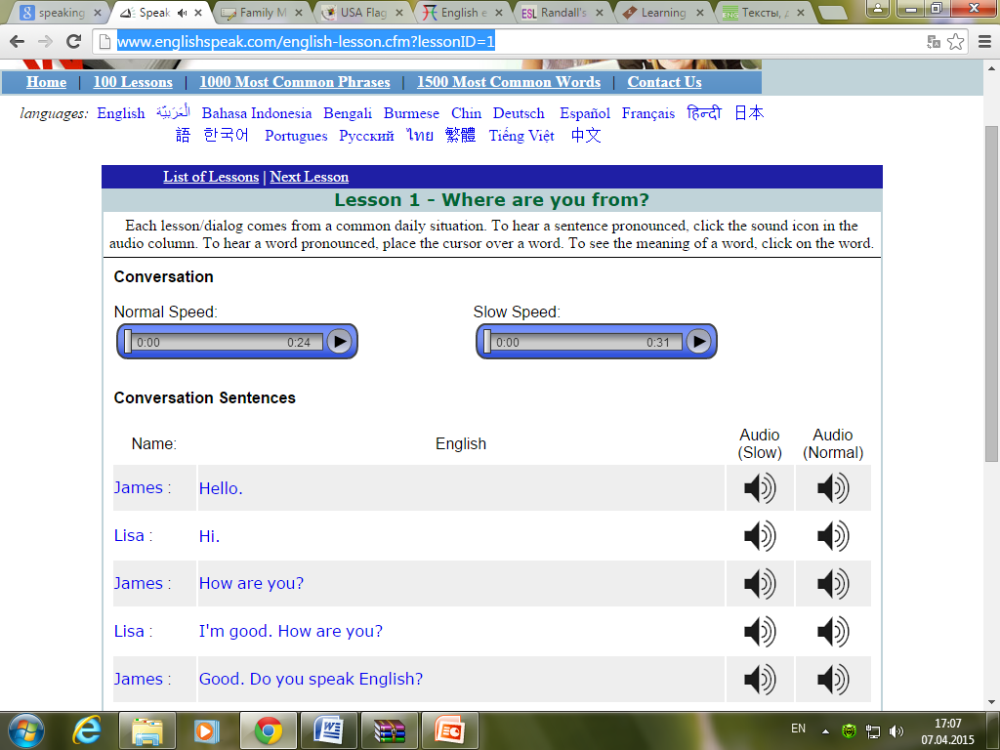 speaking
Speak
Family M
USA Flag
English e
ESL Randall's
Learning
ENG Тексты, д
www.englishspeak.com/english-lesson.cfm?lessonID=1
Home | 100 Lessons | 1000 Most Common Phrases | 1500 Most Common Words | Contact Us
languages: English العَرَبِيَّة Bahasa Indonesia Bengali Burmese Chin Deutsch Español Français हिन्दी 日本
語 한국어 Portugues Русский ไทย 繁體 Tiếng Việt 中文
List of Lessons | Next Lesson
Lesson 1 - Where are you from?
Each lesson/dialog comes from a common daily situation. To hear a sentence pronounced, click the sound icon in the
audio column. To hear a word pronounced, place the cursor over a word. To see the meaning of a word, click on the word.
Conversation
Normal Speed: Slow Speed:
0:00 0:24 0:00 0:31
Conversation Sentences
Name: English Audio (Slow) Audio (Normal)
James : Hello.
Lisa : Hi.
James : How are you?
Lisa : I'm good. How are you?
James : Good. Do you speak English?
EN 17:07
07.04.2015